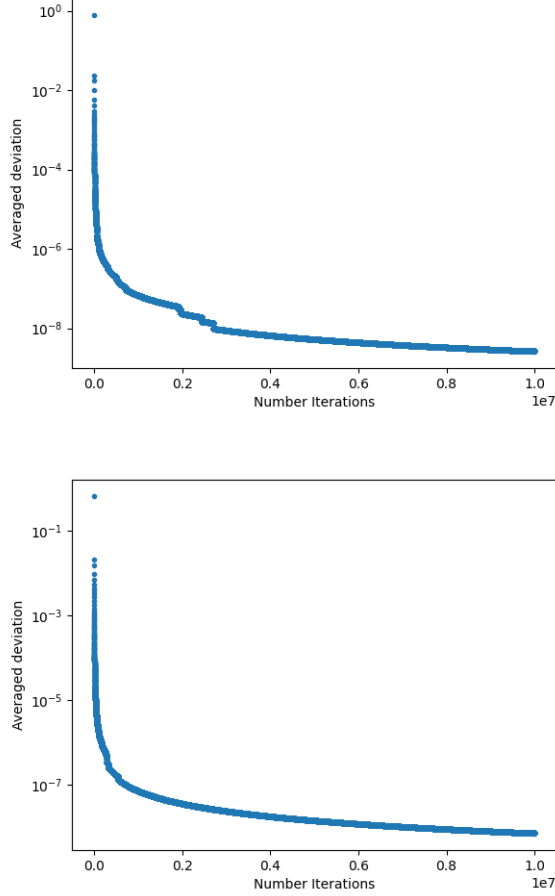 10⁰
10⁻²
10⁻⁴
10⁻⁶
10⁻⁸
Averaged deviation
0.0 0.2 0.4 0.6 0.8 1.0
Number Iterations
1e7
10⁻¹
10⁻³
10⁻⁵
10⁻⁷
Averaged deviation
0.0 0.2 0.4 0.6 0.8 1.0
Number Iterations
1e7